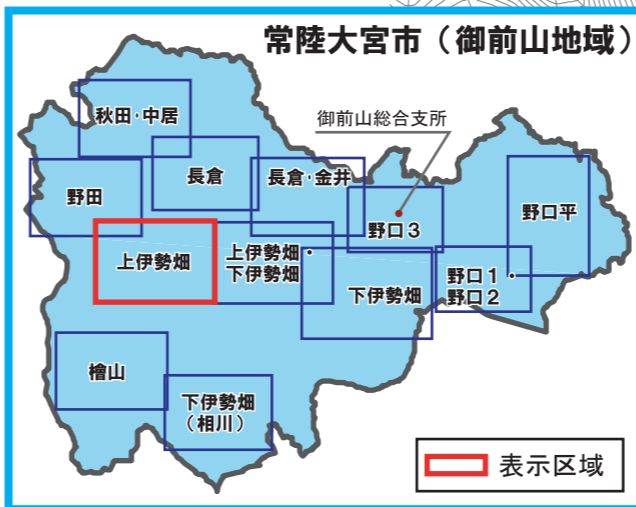 常陸大宮市（御前山地域）
御前山総合支所
秋田・中居
長倉
長倉・金井
野田
野口３
野口平
上伊勢畑
上伊勢畑・
下伊勢畑
下伊勢畑
野口１・
野口２
檜山
下伊勢畑
（相川）
表示区域